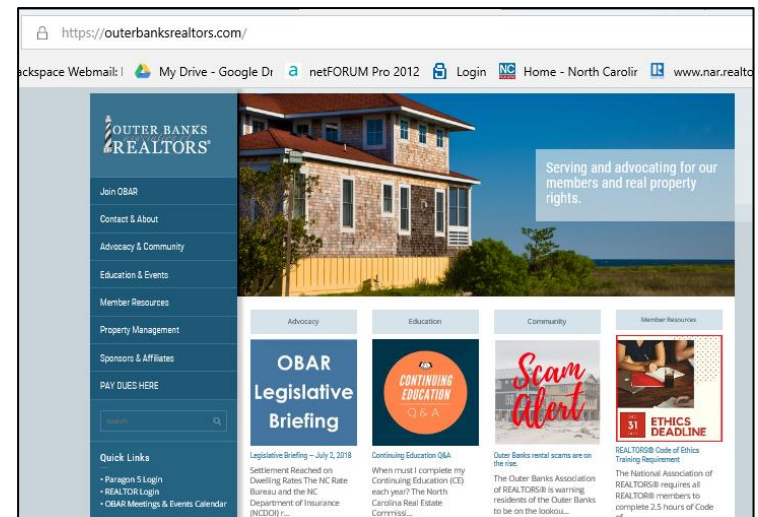 https://outerbanksrealtors.com/
ackspace Webmail: My Drive - Google Dr a netFORUM Pro 2012 Login NC Home - North Carolir R www.nar.realto
OUTER BANKS
association of
REALTORS®
Join OBAR
Contact & About
Advocacy & Community
Education & Events
Member Resources
Property Management
Sponsors & Affiliates
PAY DUES HERE
search
Quick Links
• Paragon 5 Login
• REALTOR Login
• OBAR Meetings & Events Calendar
Serving and advocating for our
members and real property
rights.
Advocacy
OBAR
Legislative
Briefing
Legislative Briefing – July 2, 2018
Settlement Reached on
Dwelling Rates The NC Rate
Bureau and the NC
Department of Insurance
(NCDOI) r...
Education
CONTINUING
EDUCATION
Q & A
Continuing Education Q&A
When must I complete my
Continuing Education (CE)
each year? The North
Carolina Real Estate
Commissi...
Community
Scam
Alert
Outer Banks rental scams are on
the rise.
The Outer Banks Association
of REALTORS® is warning
residents of the Outer Banks
to be on the lookou...
Member Resources
31
ETHICS
DEADLINE
REALTORS® Code of Ethics
Training Requirement
The National Association of
REALTORS® requires all
REALTOR® members to
complete 2.5 hours of Code
of